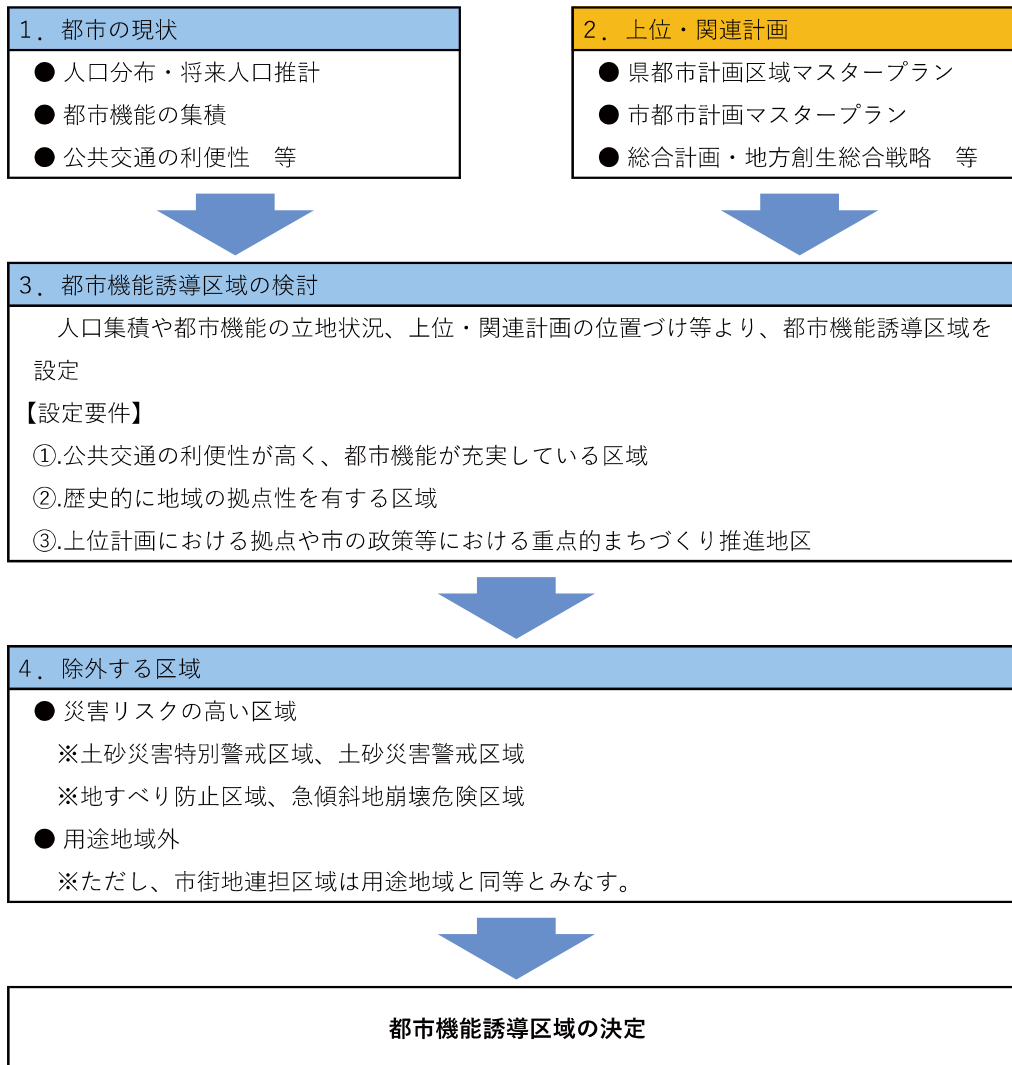 1．都市の現状
● 人口分布・将来人口推計
● 都市機能の集積
● 公共交通の利便性　等
2．上位・関連計画
● 県都市計画区域マスタープラン
● 市都市計画マスタープラン
● 総合計画・地方創生総合戦略　等
3．都市機能誘導区域の検討
人口集積や都市機能の立地状況、上位・関連計画の位置づけ等より、都市機能誘導区域を
設定
【設定要件】
①.公共交通の利便性が高く、都市機能が充実している区域
②.歴史的に地域の拠点性を有する区域
③.上位計画における拠点や市の政策等における重点的まちづくり推進地区
4．除外する区域
● 災害リスクの高い区域
※土砂災害特別警戒区域、土砂災害警戒区域
※地すべり防止区域、急傾斜地崩壊危険区域
● 用途地域外
※ただし、市街地連担区域は用途地域と同等とみなす。
都市機能誘導区域の決定